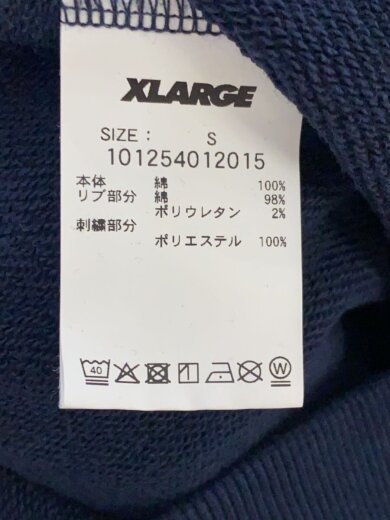 XLARGE
SIZE： S
101254012015
本体 綿 100%
リブ部分 綿 98%
ポリウレタン 2%
刺繍部分
ポリエステル 100%
40 W